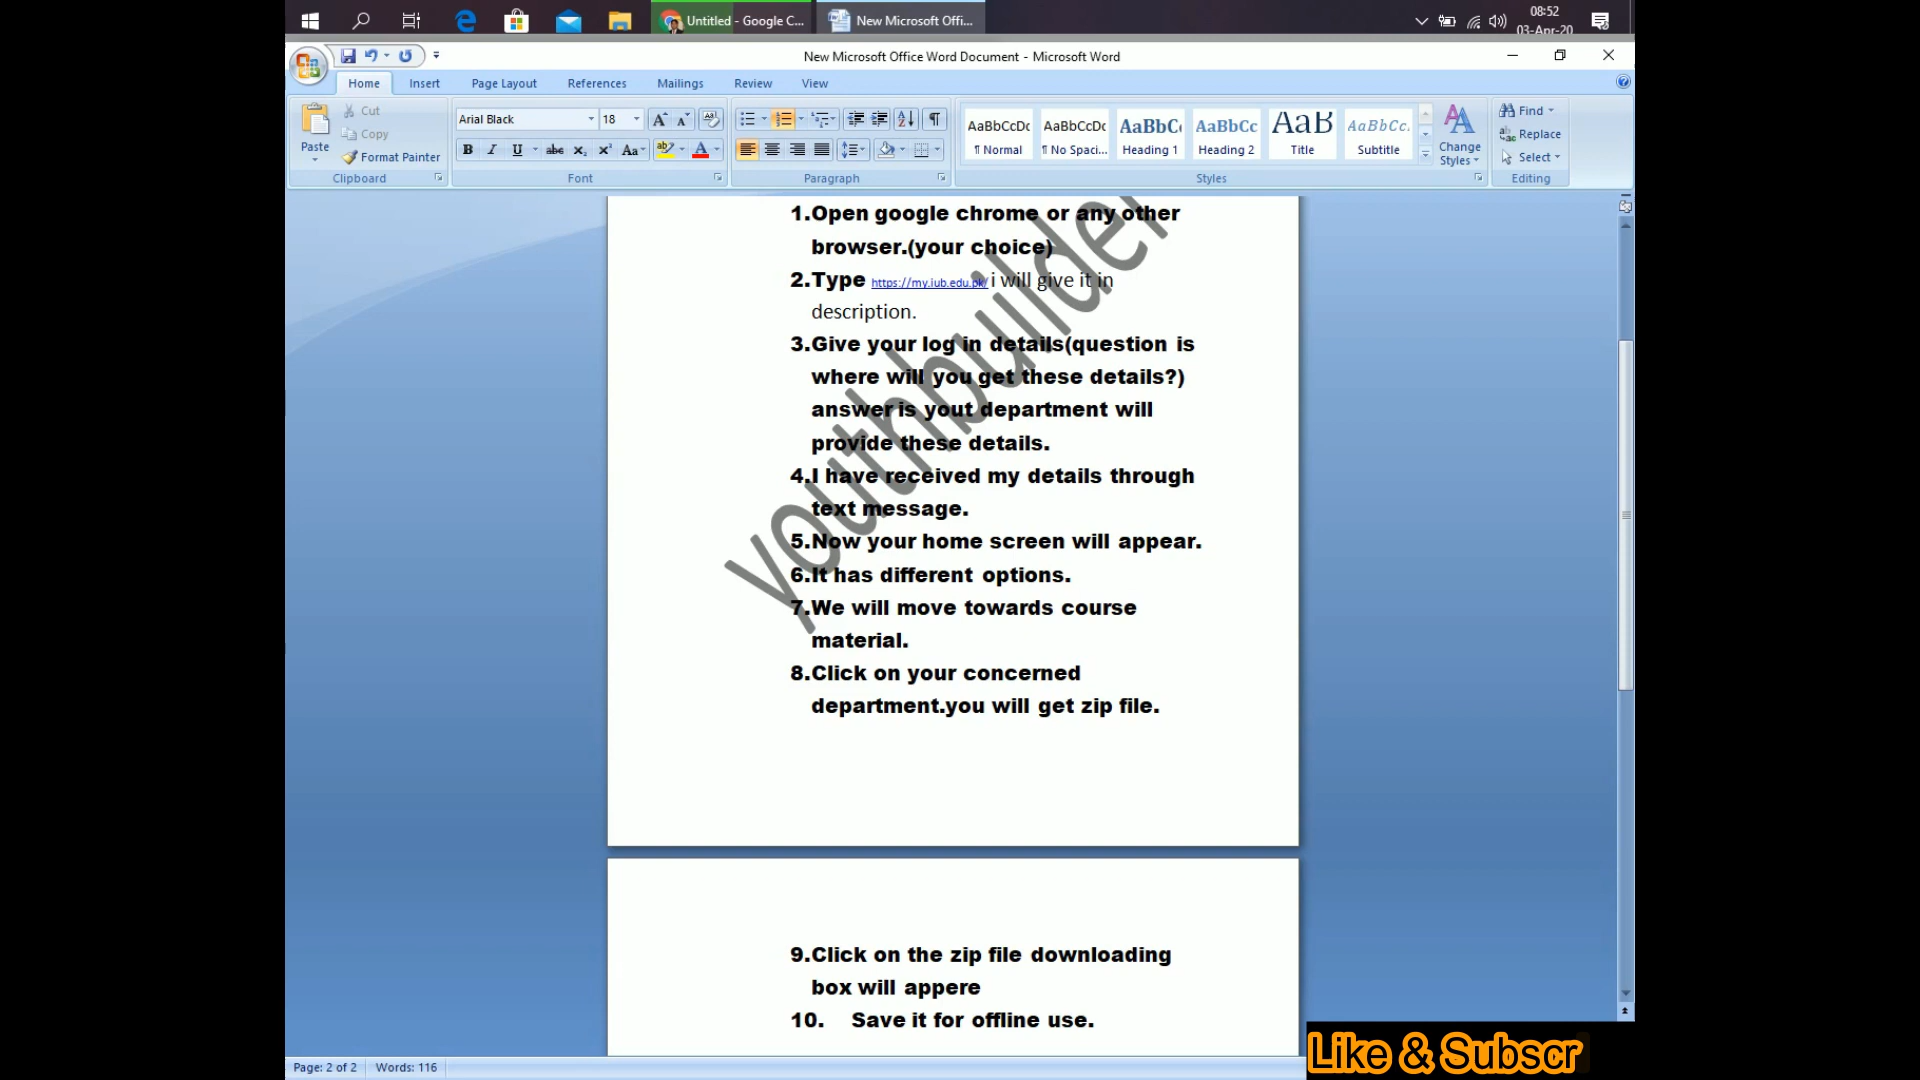 Untitled - Google C...
New Microsoft Offi...
08:52
03-Apr-20
New Microsoft Office Word Document - Microsoft Word
Home
Insert
Page Layout
References
Mailings
Review
View
Paste
Cut
Copy
Format Painter
Clipboard
Arial Black
18
Font
Paragraph
AaBbCcDc
¶ Normal
AaBbCcDc
¶ No Spaci...
AaBbC
Heading 1
AaBbCc
Heading 2
AaB
Title
AaBbCc.
Subtitle
Change
Styles
Styles
Find
Replace
Select
Editing
youthbuilder
1.Open google chrome or any other
browser.(your choice)
2.Type https://my.iub.edu.pk/ i will give it in
description.
3.Give your log in details(question is
where will you get these details?)
answer is yout department will
provide these details.
4.I have received my details through
text message.
5.Now your home screen will appear.
6.It has different options.
7.We will move towards course
material.
8.Click on your concerned
department.you will get zip file.
9.Click on the zip file downloading
box will appere
10. Save it for offline use.
Page: 2 of 2
Words: 116
Like & Subscr